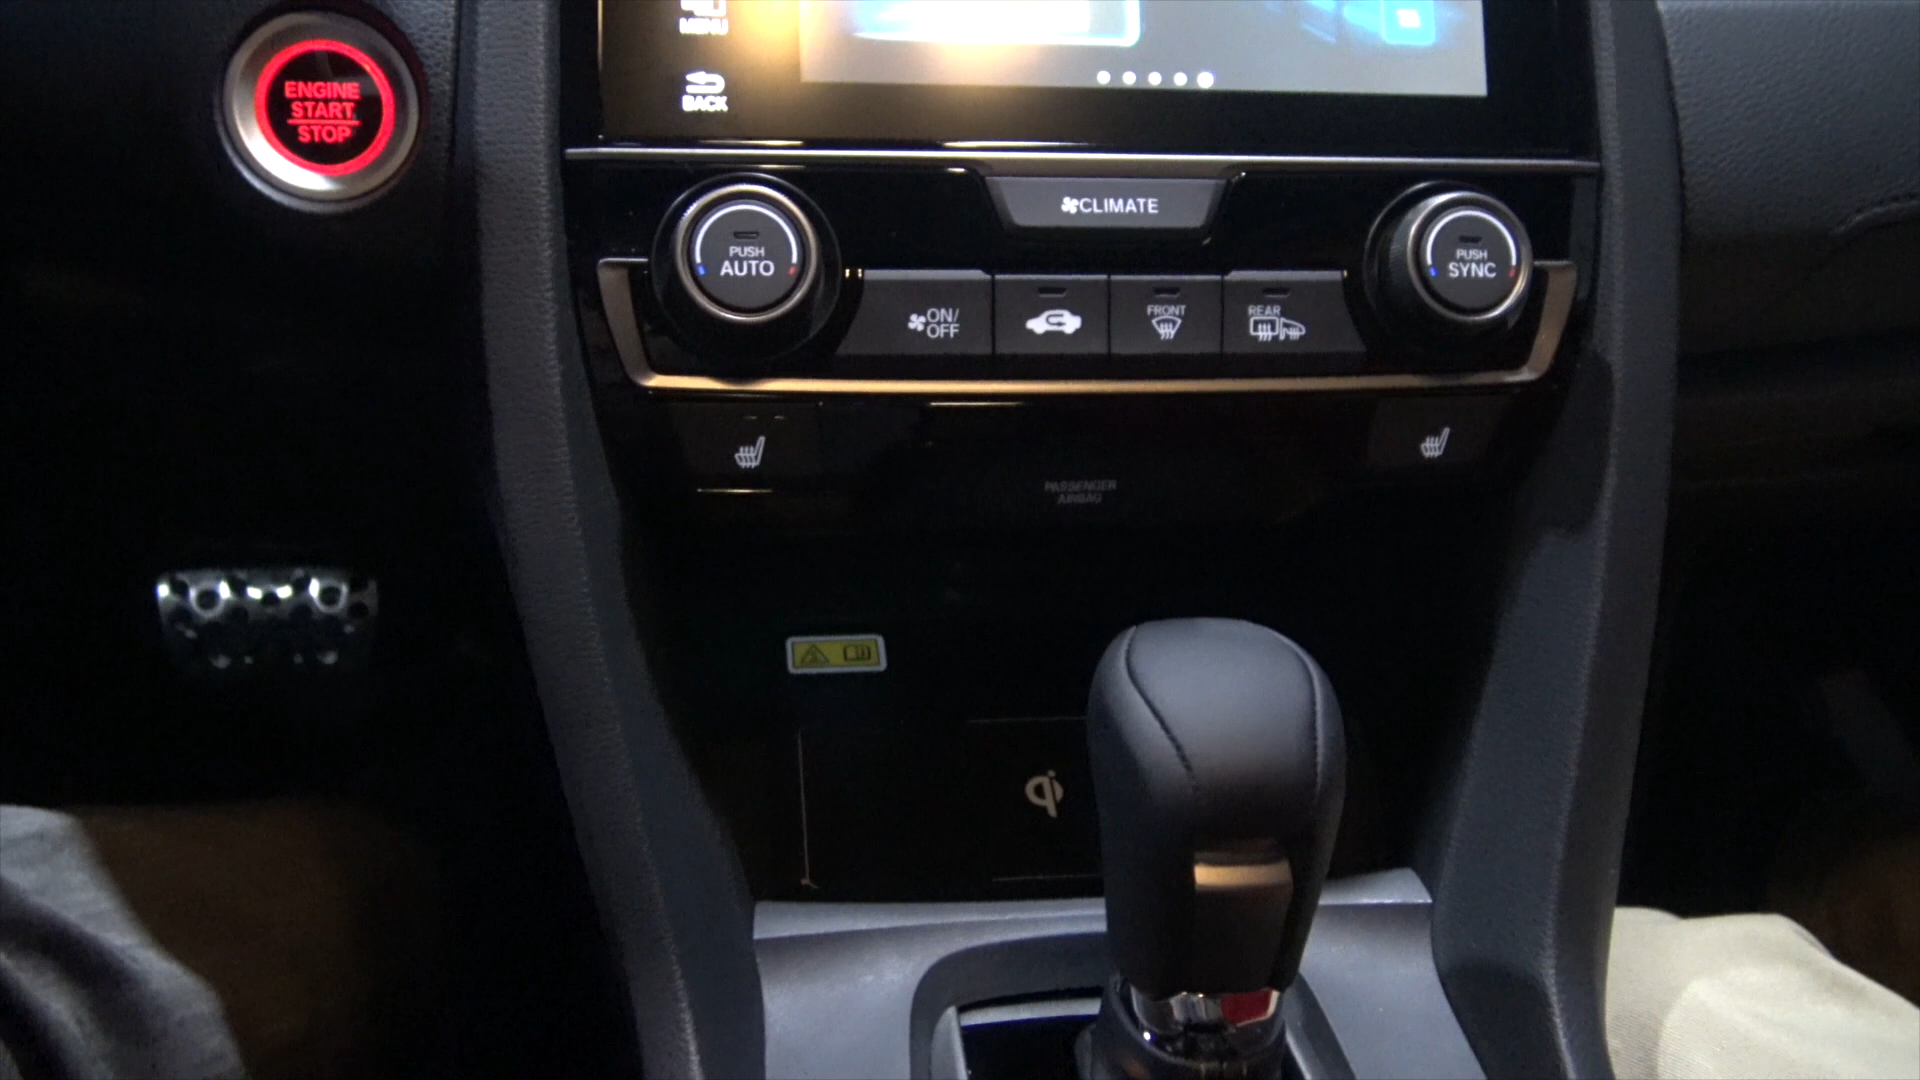 MENU
BACK
ENGINE
START
STOP
CLIMATE
PUSH
AUTO
PUSH
SYNC
ON/
OFF
FRONT
REAR
PASSENGER
AIRBAG